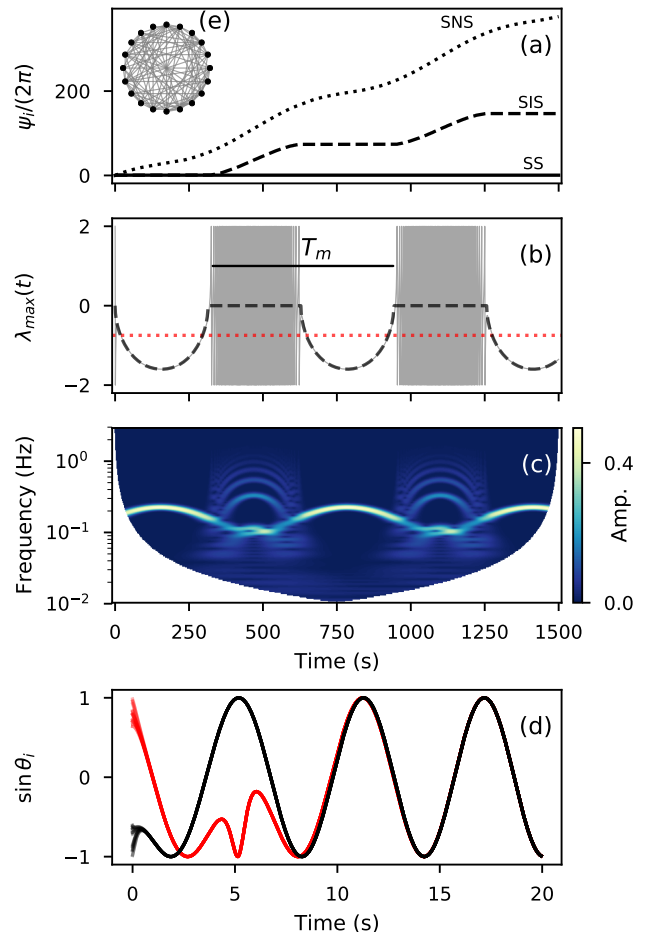 (e)
SNS
(a)
ψ_i/(2π)
200
SIS
SS
0
2
(b)
T_m
λ_max(t)
0
−2
(c)
Frequency (Hz)
10^0
10^−1
10^−2
0.4
Amp.
0.0
0 250 500 750 1000 1250 1500
Time (s)
1
(d)
sin θ_i
0
−1
0 5 10 15 20
Time (s)